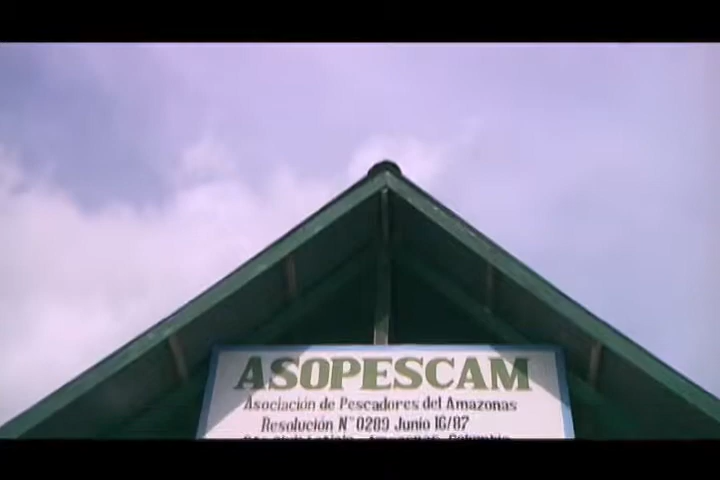 ASOPESCAM
Asociación de Pescadores del Amazonas
Resolución N°0289 Junio 16/87